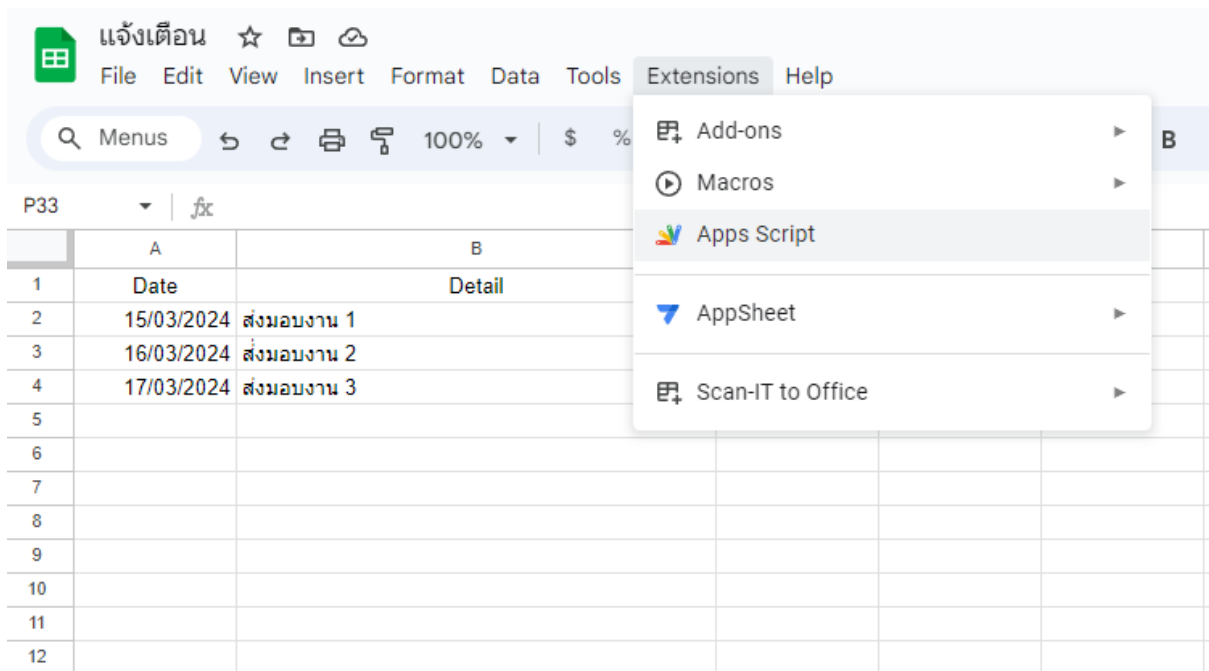 แจ้งเตือน
File Edit View Insert Format Data Tools Extensions Help
Menus 100% $ % B
Add-ons
Macros
Apps Script
AppSheet
Scan-IT to Office
P33 fx
A B
1 Date Detail
2 15/03/2024 ส่งมอบงาน 1
3 16/03/2024 ส่งมอบงาน 2
4 17/03/2024 ส่งมอบงาน 3
5
6
7
8
9
10
11
12